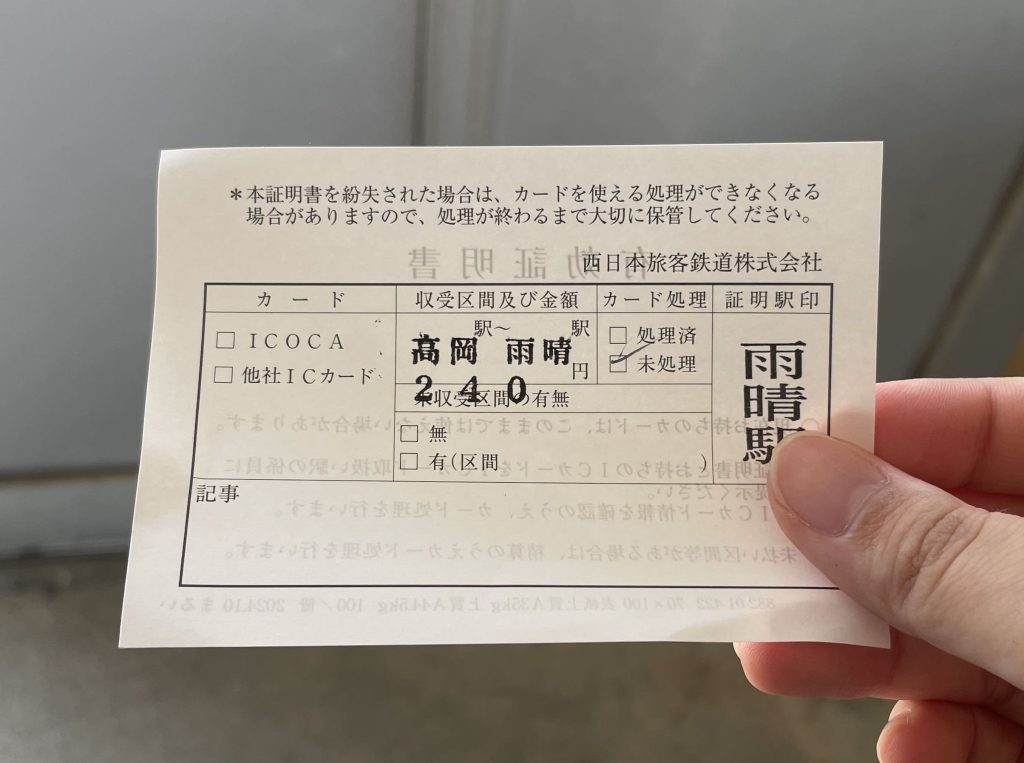 ＊本証明書を紛失された場合は、カードを使える処理ができなくなる
場合がありますので、処理が終わるまで大切に保管してください。
西日本旅客鉄道株式会社
カード 収受区間及び金額 カード処理 証明駅印
□ ICOCA
□ 他社ICカード
駅～ 駅
高岡 雨晴
円
240
未収受区間の有無
□ 無
□ 有(区間 )
□ 処理済
☑ 未処理
雨晴駅
記事
有効証明書